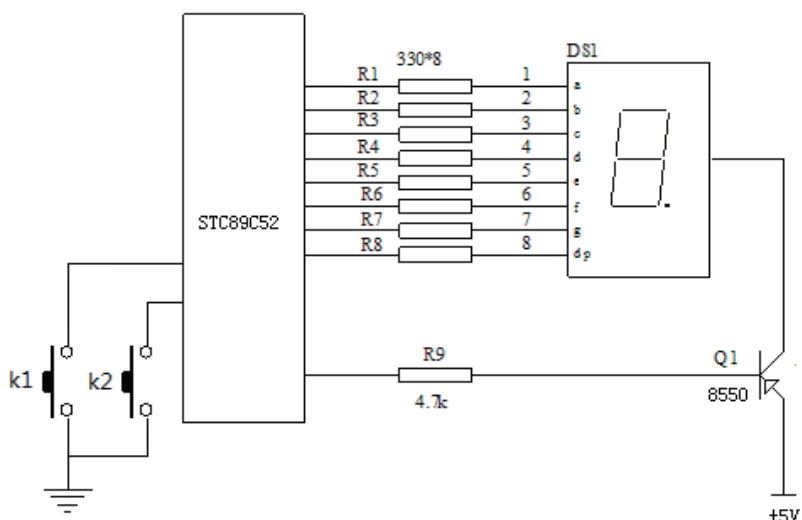 DS1
330*8
R1 1 a
R2 2 b
R3 3 c
R4 4 d
R5 5 e
R6 6 f
R7 7 g
R8 8 dp
STC89C52
k1 k2
R9
4.7k
Q1
8550
+5V